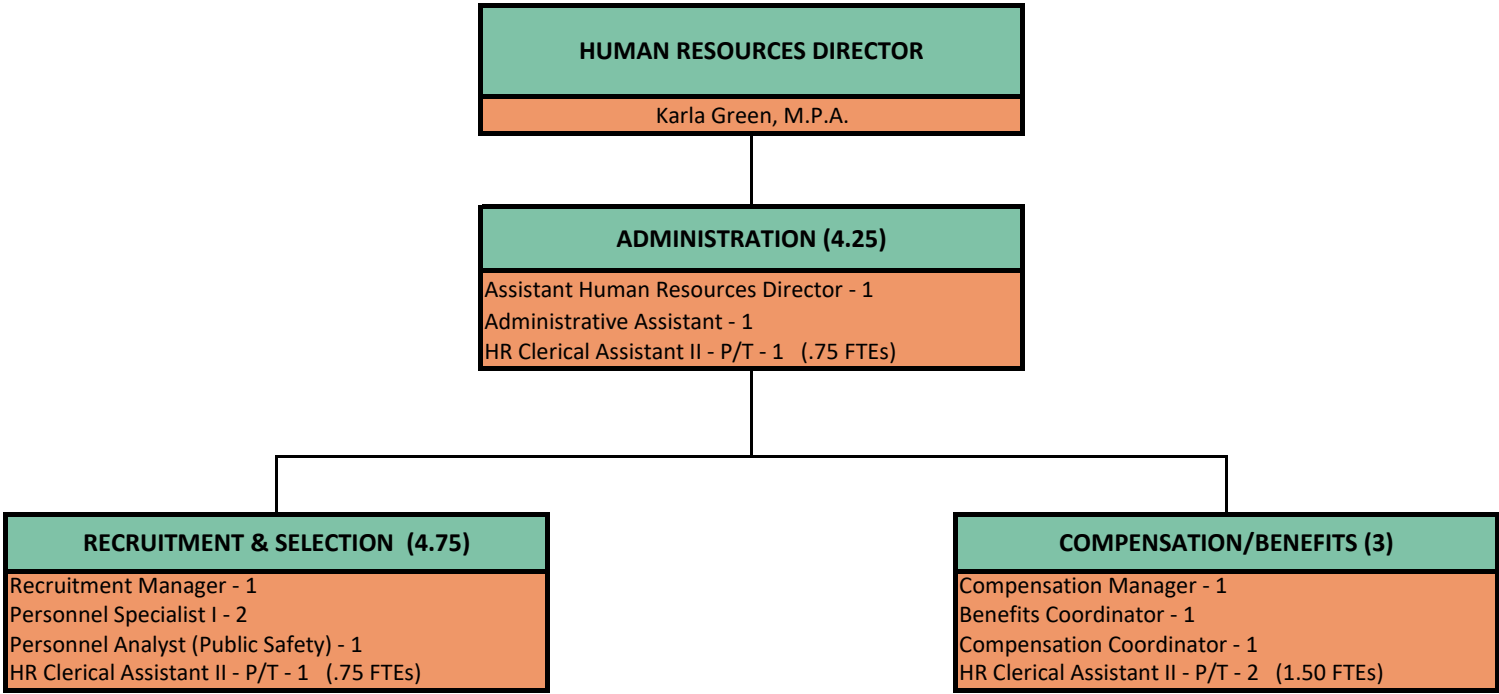 HUMAN RESOURCES DIRECTOR
Karla Green, M.P.A.
ADMINISTRATION (4.25)
Assistant Human Resources Director - 1
Administrative Assistant - 1
HR Clerical Assistant II - P/T - 1 (.75 FTEs)
RECRUITMENT & SELECTION (4.75)
Recruitment Manager - 1
Personnel Specialist I - 2
Personnel Analyst (Public Safety) - 1
HR Clerical Assistant II - P/T - 1 (.75 FTEs)
COMPENSATION/BENEFITS (3)
Compensation Manager - 1
Benefits Coordinator - 1
Compensation Coordinator - 1
HR Clerical Assistant II - P/T - 2 (1.50 FTEs)